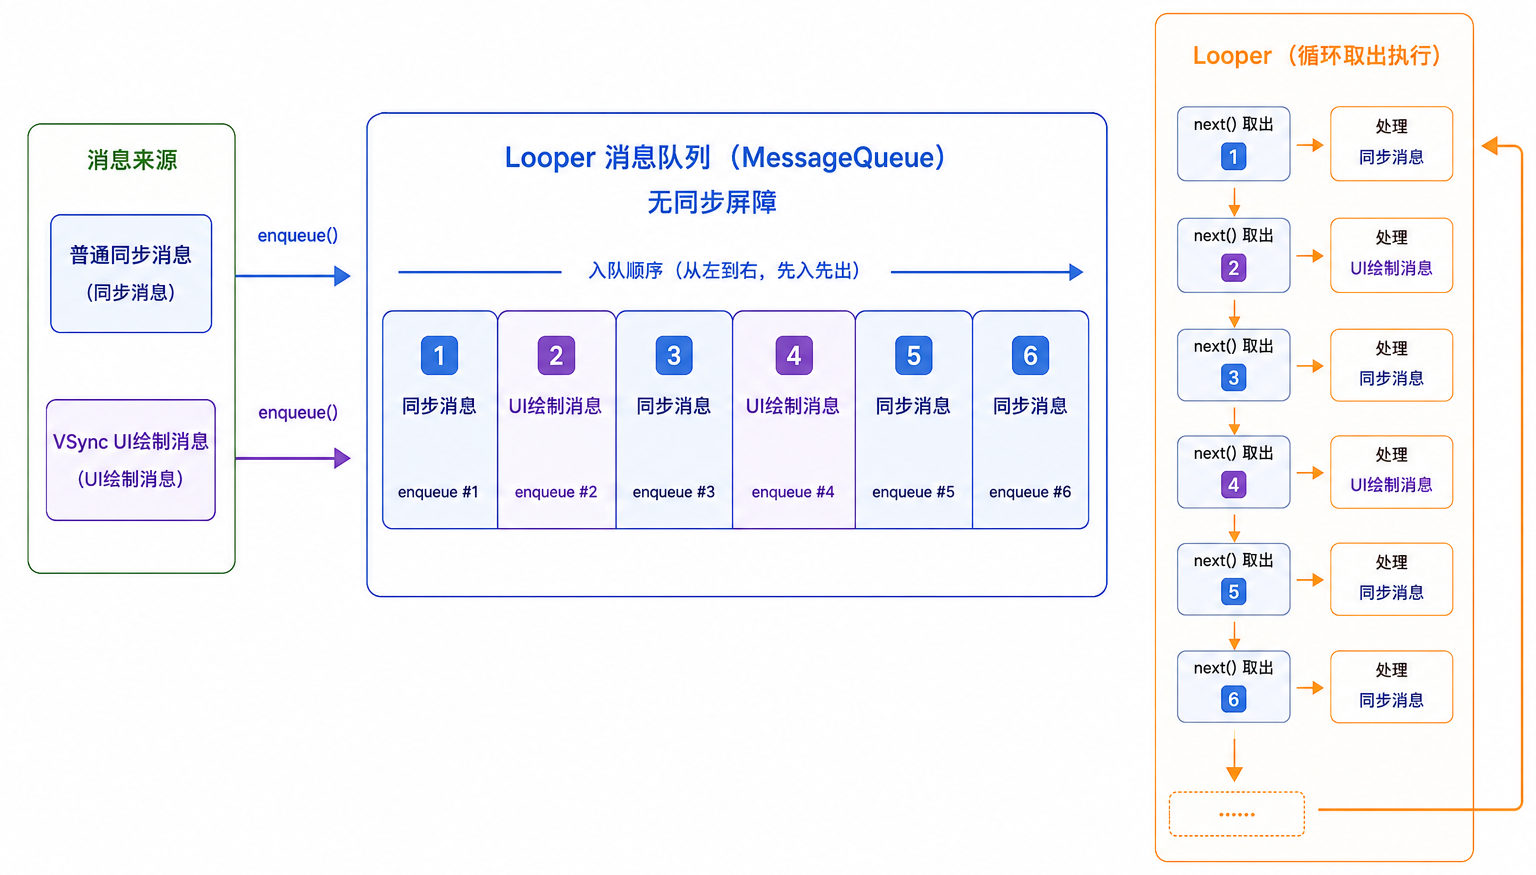 消息来源
普通同步消息
（同步消息）
VSync UI绘制消息
（UI绘制消息）
enqueue()
enqueue()
Looper 消息队列（MessageQueue）
无同步屏障
入队顺序（从左到右，先入先出）
1
同步消息
enqueue #1
2
UI绘制消息
enqueue #2
3
同步消息
enqueue #3
4
UI绘制消息
enqueue #4
5
同步消息
enqueue #5
6
同步消息
enqueue #6
Looper（循环取出执行）
next() 取出
1
处理
同步消息
next() 取出
2
处理
UI绘制消息
next() 取出
3
处理
同步消息
next() 取出
4
处理
UI绘制消息
next() 取出
5
处理
同步消息
next() 取出
6
处理
同步消息
······